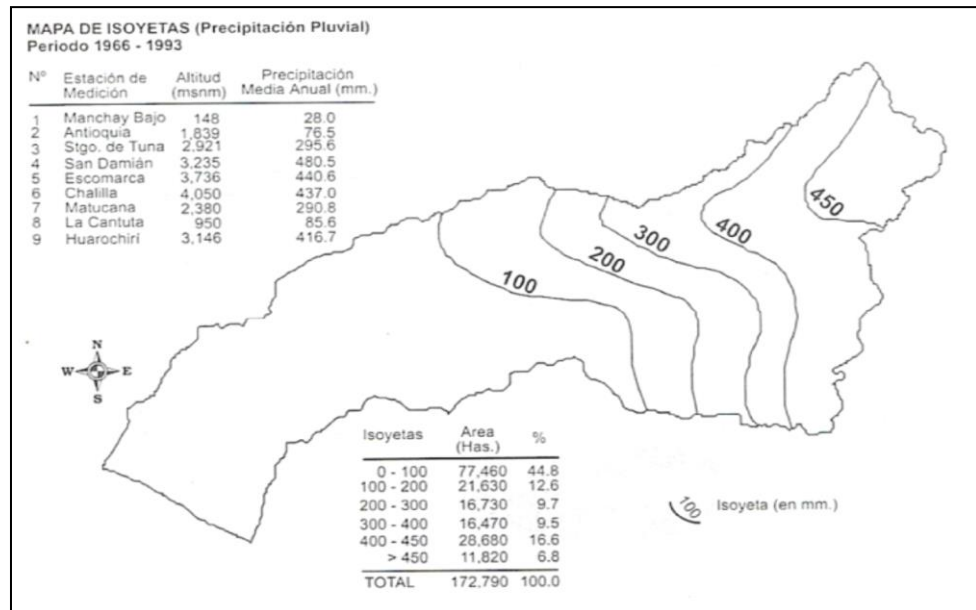 MAPA DE ISOYETAS (Precipitación Pluvial)
Periodo 1966 - 1993
Nº Estación de Medición Altitud (msnm) Precipitación Media Anual (mm.)
1 Manchay Bajo 148 28.0
2 Antioquia 1,839 76.5
3 Stgo. de Tuna 2,921 295.6
4 San Damián 3,235 480.5
5 Escomarca 3,736 440.6
6 Chalilla 4,050 437.0
7 Matucana 2,380 290.8
8 La Cantuta 950 85.6
9 Huarochirí 3,146 416.7
100
200
300
400
450
N
W E
S
Isoyetas Area (Has.) %
0 - 100 77,460 44.8
100 - 200 21,630 12.6
200 - 300 16,730 9.7
300 - 400 16,470 9.5
400 - 450 28,680 16.6
> 450 11,820 6.8
TOTAL 172,790 100.0
100 Isoyeta (en mm.)